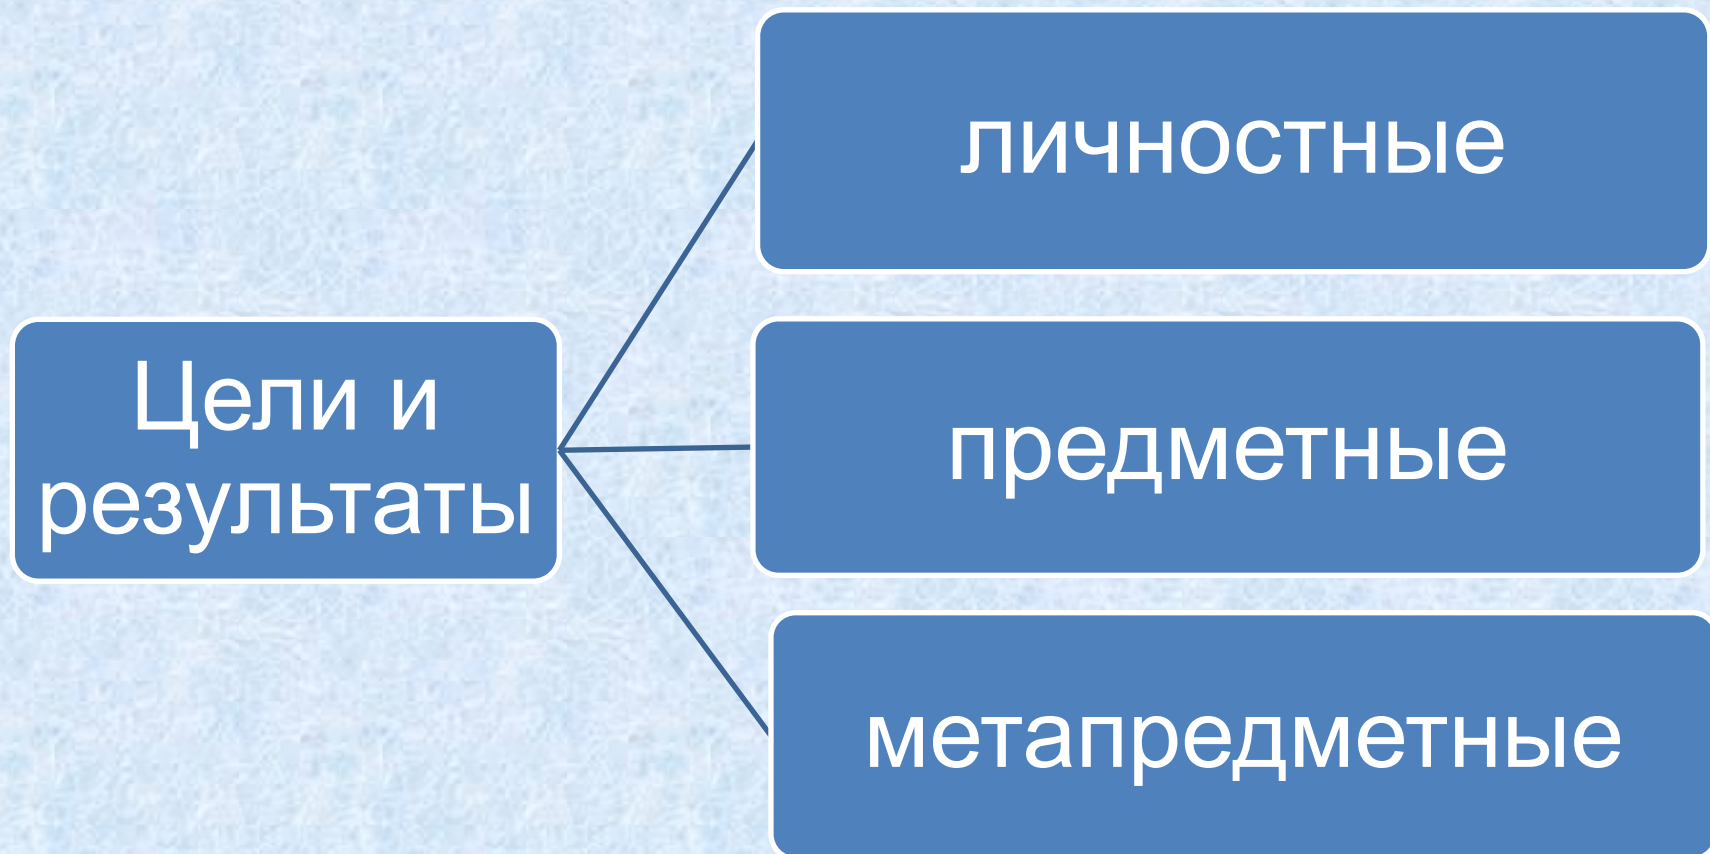 личностные
Цели и
результаты
предметные
метапредметные